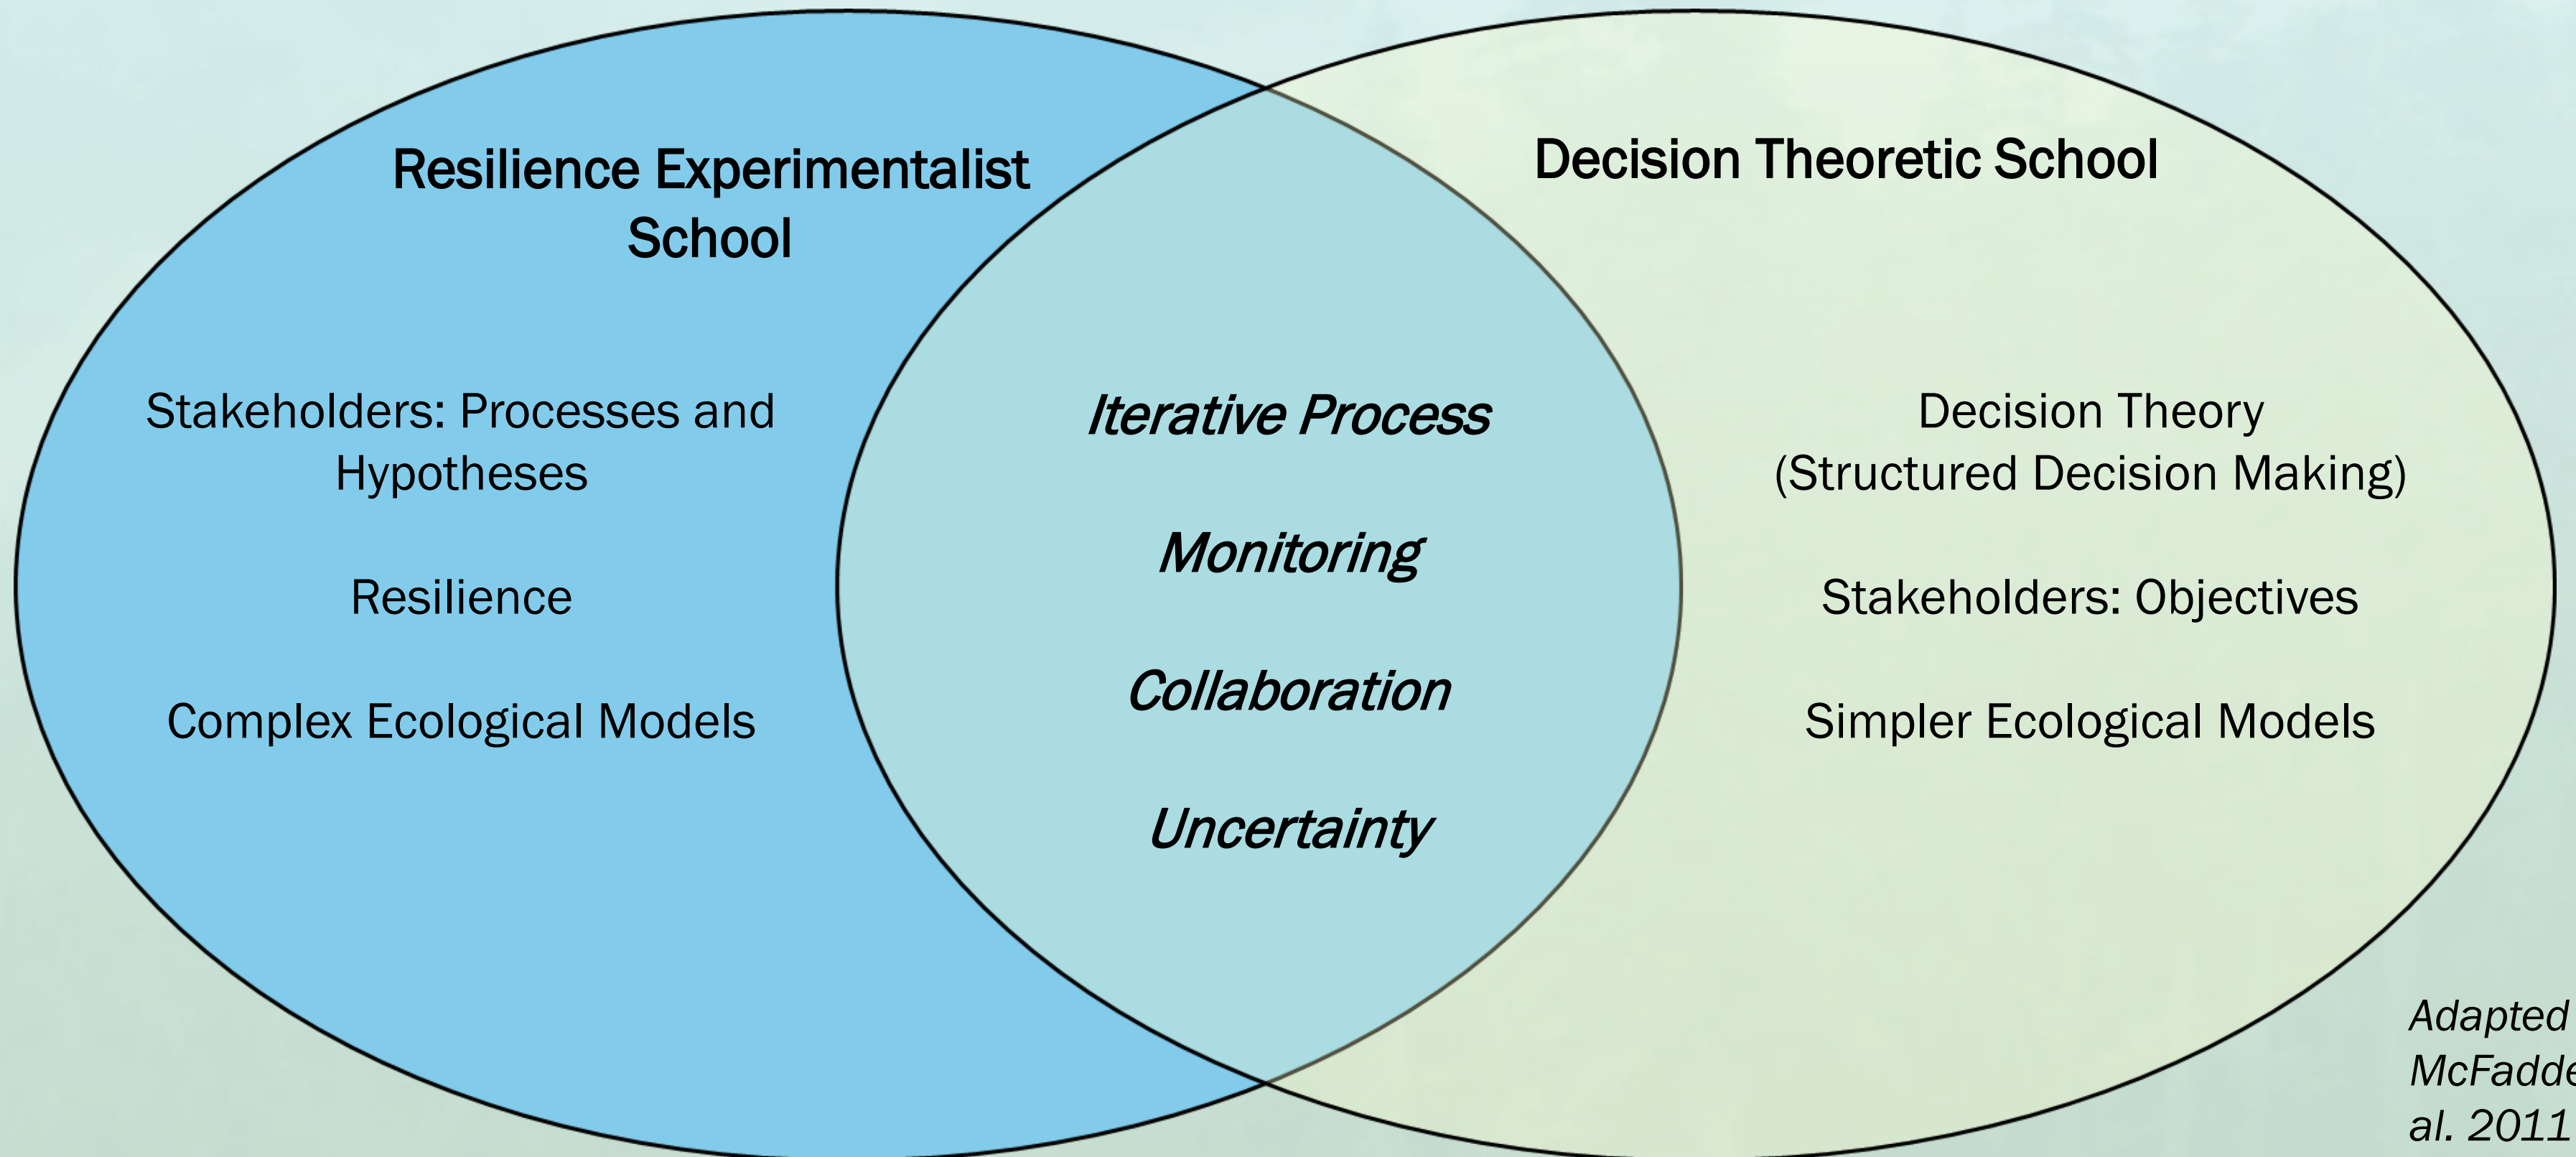 Resilience Experimentalist
School
Stakeholders: Processes and
Hypotheses
Resilience
Complex Ecological Models
Iterative Process
Monitoring
Collaboration
Uncertainty
Decision Theoretic School
Decision Theory
(Structured Decision Making)
Stakeholders: Objectives
Simpler Ecological Models
Adapted
al. 2011